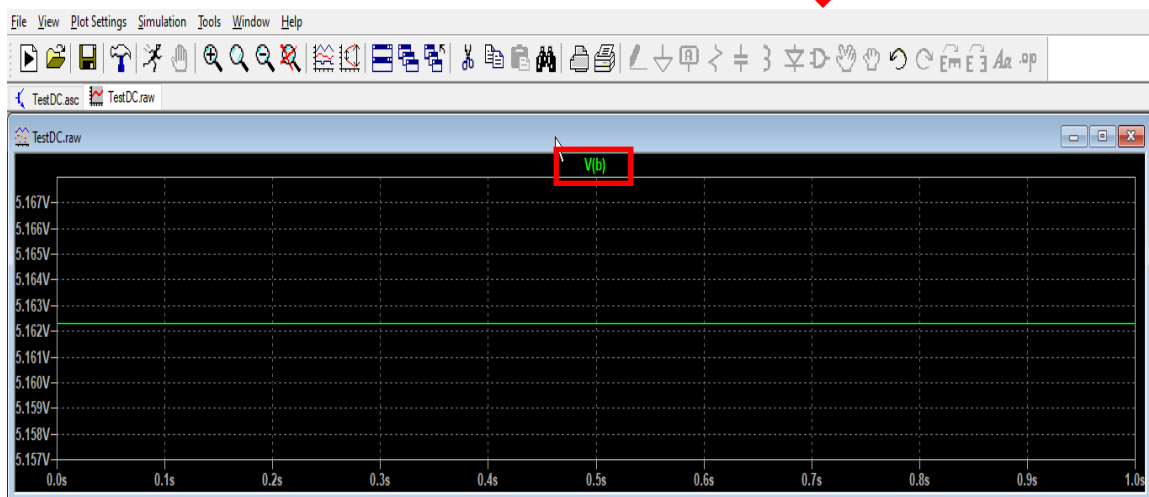 File View Plot Settings Simulation Tools Window Help
Aa .op
TestDC.asc TestDC.raw
TestDC.raw
V(b)
5.167V
5.166V
5.165V
5.164V
5.163V
5.162V
5.161V
5.160V
5.159V
5.158V
5.157V
0.0s 0.1s 0.2s 0.3s 0.4s 0.5s 0.6s 0.7s 0.8s 0.9s 1.0s